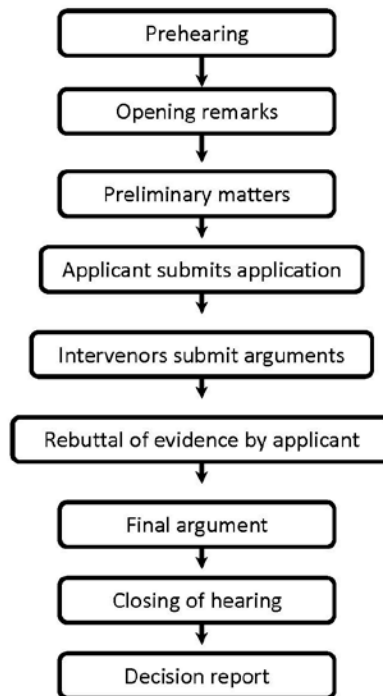 Prehearing
Opening remarks
Preliminary matters
Applicant submits application
Intervenors submit arguments
Rebuttal of evidence by applicant
Final argument
Closing of hearing
Decision report